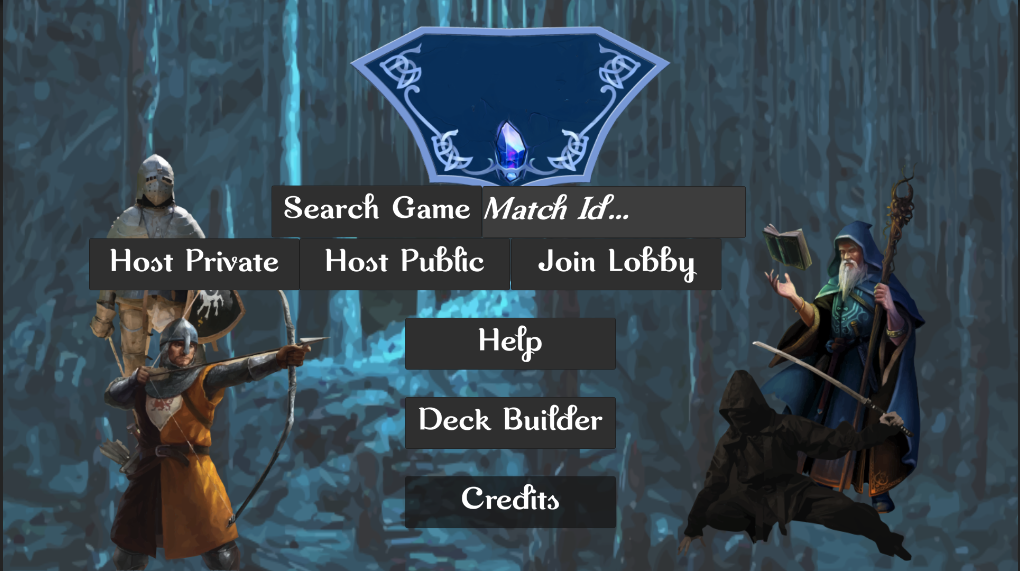 Search Game
Match Id...
Host Private
Host Public
Join Lobby
Help
Deck Builder
Credits